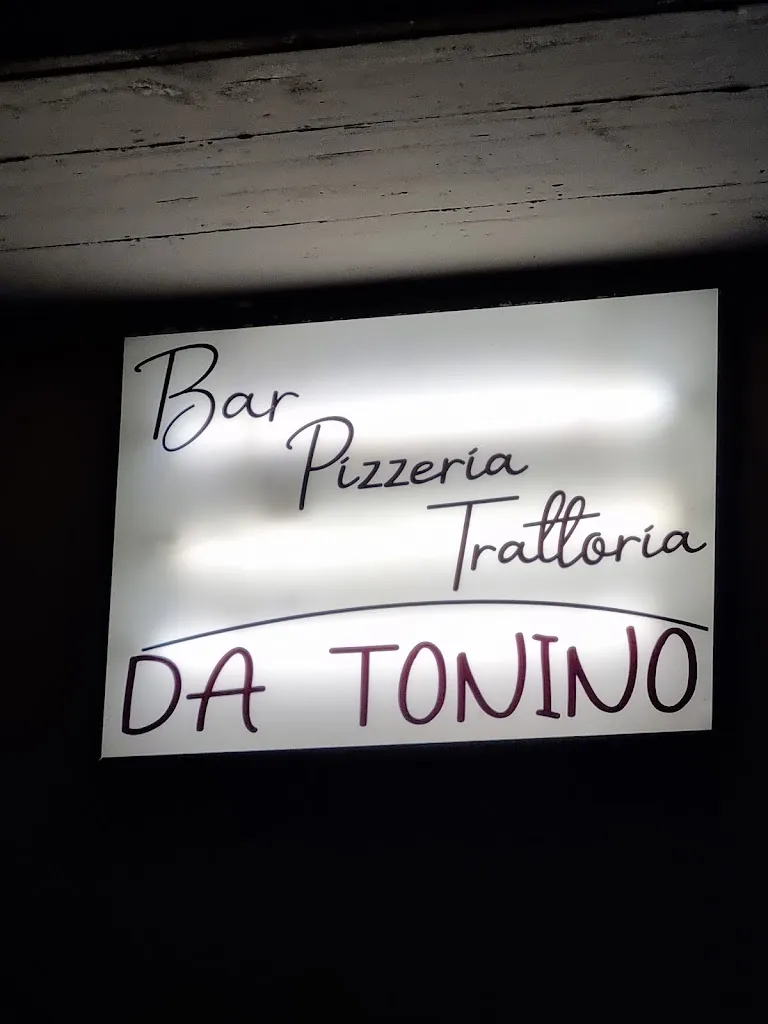 Bar
Pizzeria
Trattoria
DA TONINO